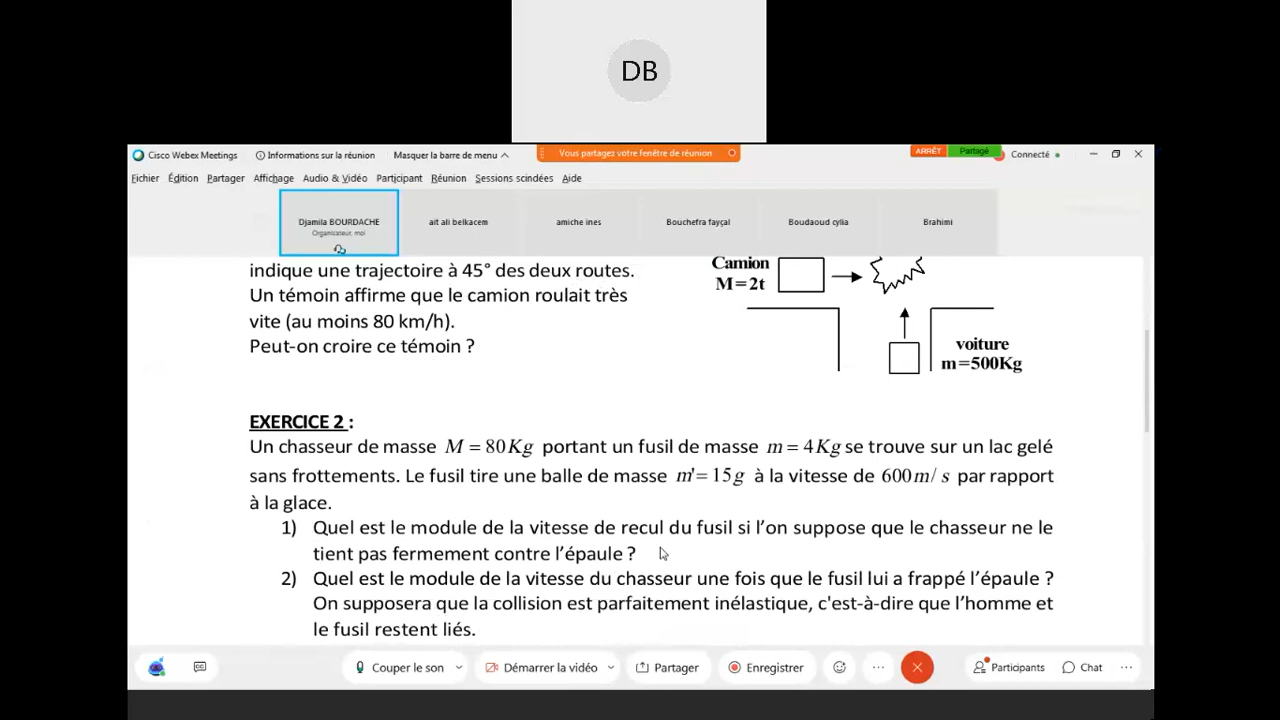 DB
Cisco Webex Meetings
Informations sur la réunion
Masquer la barre de menu
Vous partagez votre fenêtre de réunion
ARRÊT
Partagé
Connecté
Fichier Édition Partager Affichage Audio & Vidéo Participant Réunion Sessions scindées Aide
Djamila BOURDACHE
Organisateur, moi
ait ali belkacem
amiche ines
Bouchefra fayçal
Boudaoud cylia
Brahimi
indique une trajectoire à 45° des deux routes.
Un témoin affirme que le camion roulait très
vite (au moins 80 km/h).
Peut-on croire ce témoin ?
Camion
M=2t
voiture
m=500Kg
EXERCICE 2 :
Un chasseur de masse M = 80Kg portant un fusil de masse m = 4Kg se trouve sur un lac gelé
sans frottements. Le fusil tire une balle de masse m'= 15g à la vitesse de 600m/s par rapport
à la glace.
1) Quel est le module de la vitesse de recul du fusil si l'on suppose que le chasseur ne le
tient pas fermement contre l'épaule ?
2) Quel est le module de la vitesse du chasseur une fois que le fusil lui a frappé l'épaule ?
On supposera que la collision est parfaitement inélastique, c'est-à-dire que l'homme et
le fusil restent liés.
CC
Couper le son
Démarrer la vidéo
Partager
Enregistrer
Participants
Chat